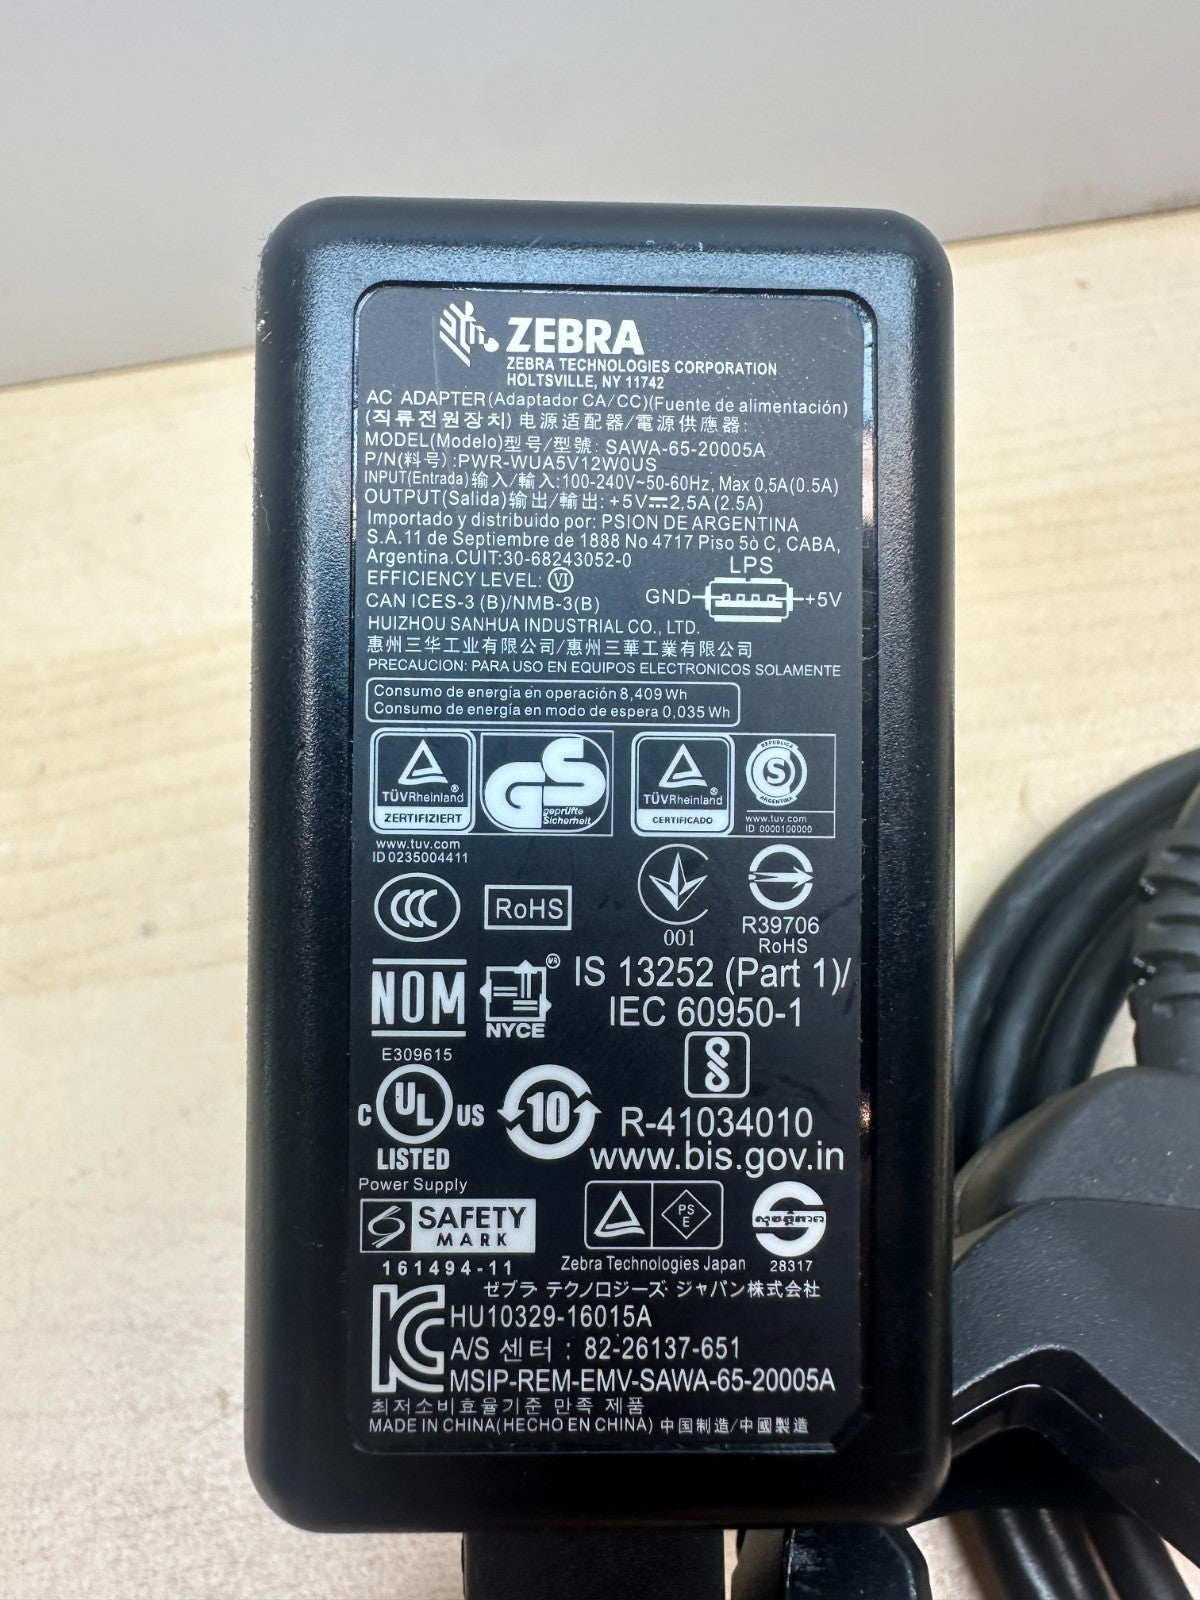 ZEBRA
ZEBRA TECHNOLOGIES CORPORATION
HOLTSVILLE, NY 11742
AC ADAPTER(Adaptador CA/CC)(Fuente de alimentación)
(직류전원장치) 电源适配器/電源供應器:
MODEL(Modelo)型号/型號: SAWA-65-20005A
P/N(料号):PWR-WUA5V12W0US
INPUT(Entrada)输入/輸入:100-240V~50-60Hz, Max 0,5A(0.5A)
OUTPUT(Salida)输出/輸出: +5V⎓2,5A(2.5A)
Importado y distribuido por: PSION DE ARGENTINA
S.A.11 de Septiembre de 1888 No 4717 Piso 5ò C, CABA,
Argentina.CUIT:30-68243052-0
LPS
EFFICIENCY LEVEL: VI
GND +5V
CAN ICES-3 (B)/NMB-3(B)
HUIZHOU SANHUA INDUSTRIAL CO., LTD.
惠州三华工业有限公司/惠州三華工業有限公司
PRECAUCION: PARA USO EN EQUIPOS ELECTRONICOS SOLAMENTE
Consumo de energía en operación 8,409 Wh
Consumo de energía en modo de espera 0,035 Wh
TÜVRheinland®
ZERTIFIZIERT
GS
geprüfte
Sicherheit
TÜVRheinland®
CERTIFICADO
REPUBLICA
S
ARGENTINA
www.tuv.com
ID 0000100000
www.tuv.com
ID 0235004411
CCC
RoHS
001
R39706
RoHS
NOM
NYCE
MR
IS 13252 (Part 1)/
IEC 60950-1
E309615
C UL US
LISTED
10
R-41034010
www.bis.gov.in
Power Supply
SAFETY
MARK
161494-11
PS
E
Zebra Technologies Japan
28317
ゼブラ テクノロジーズ・ジャパン株式会社
KC
HU10329-16015A
A/S 센터 : 82-26137-651
MSIP-REM-EMV-SAWA-65-20005A
최저소비효율기준 만족 제품
MADE IN CHINA(HECHO EN CHINA) 中国制造/中國製造